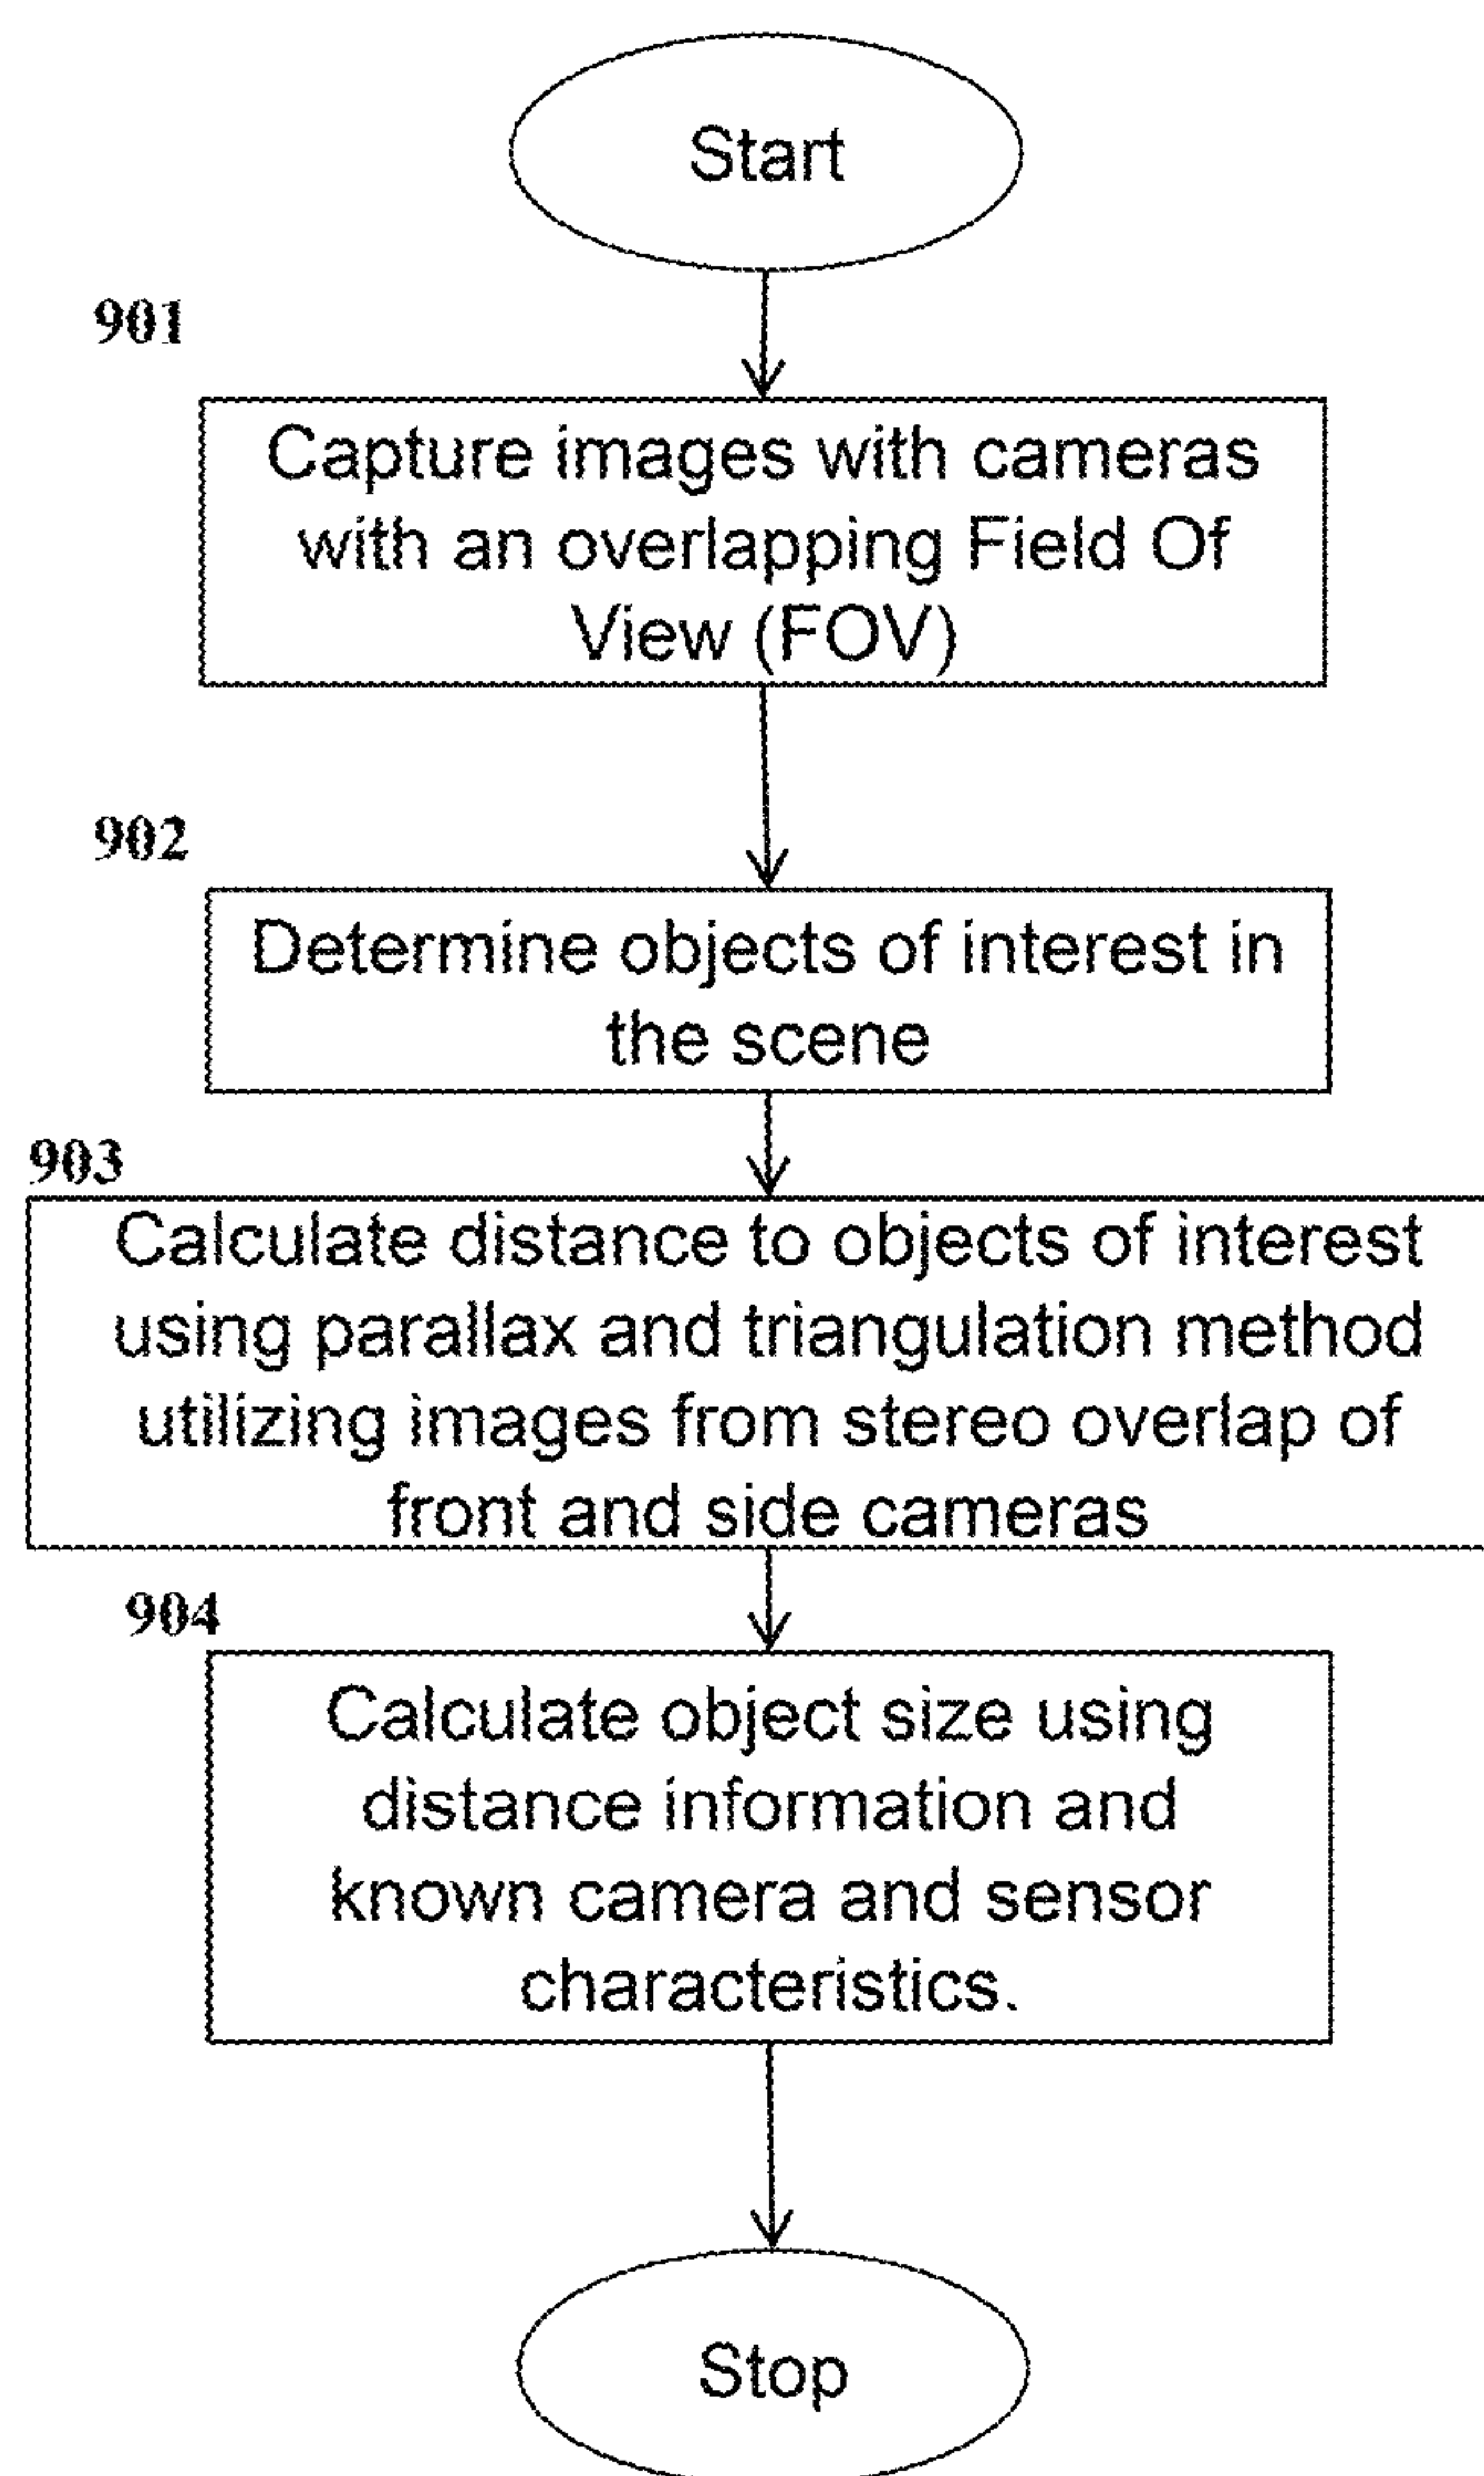 Start
901
Capture images with cameras
with an overlapping Field Of
View (FOV)
902
Determine objects of interest in
the scene
903
Calculate distance to objects of interest
using parallax and triangulation method
utilizing images from stereo overlap of
front and side cameras
904
Calculate object size using
distance information and
known camera and sensor
characteristics.
Stop